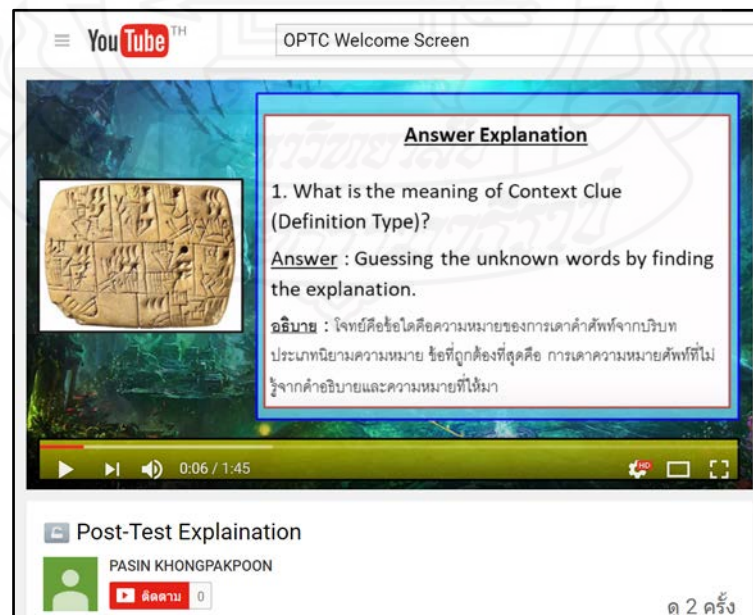 YouTube TH
OPTC Welcome Screen
Answer Explanation
1. What is the meaning of Context Clue
(Definition Type)?
Answer : Guessing the unknown words by finding
the explanation.
อธิบาย : โจทย์คือข้อใดคือความหมายของการเดาคำศัพท์จากบริบท
ประเภทนิยามความหมาย ข้อที่ถูกต้องที่สุดคือ การเดาความหมายศัพท์ที่ไม่
รู้จากคำอธิบายและความหมายที่ให้มา
0:06 / 1:45
HD
Post-Test Explaination
PASIN KHONGPAKPOON
ติดตาม 0
ดู 2 ครั้ง